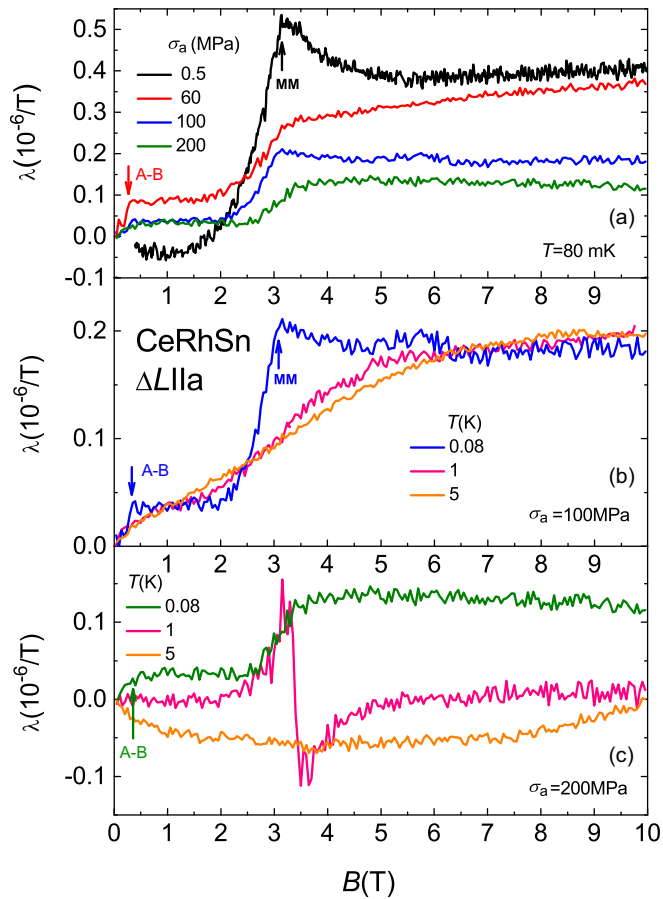 0.5
0.4
0.3
0.2
0.1
0.0
-0.1
λ(10⁻⁶/T)
σₐ (MPa)
0.5
60
100
200
MM
A-B
(a)
T=80 mK
1 2 3 4 5 6 7 8 9
0.2
0.1
0.0
λ(10⁻⁶/T)
CeRhSn
ΔLIIa
MM
A-B
T(K)
0.08
1
5
(b)
σₐ=100MPa
1 2 3 4 5 6 7 8 9
0.1
0.0
-0.1
λ(10⁻⁶/T)
T(K)
0.08
1
5
A-B
(c)
σₐ=200MPa
0 1 2 3 4 5 6 7 8 9 10
B(T)